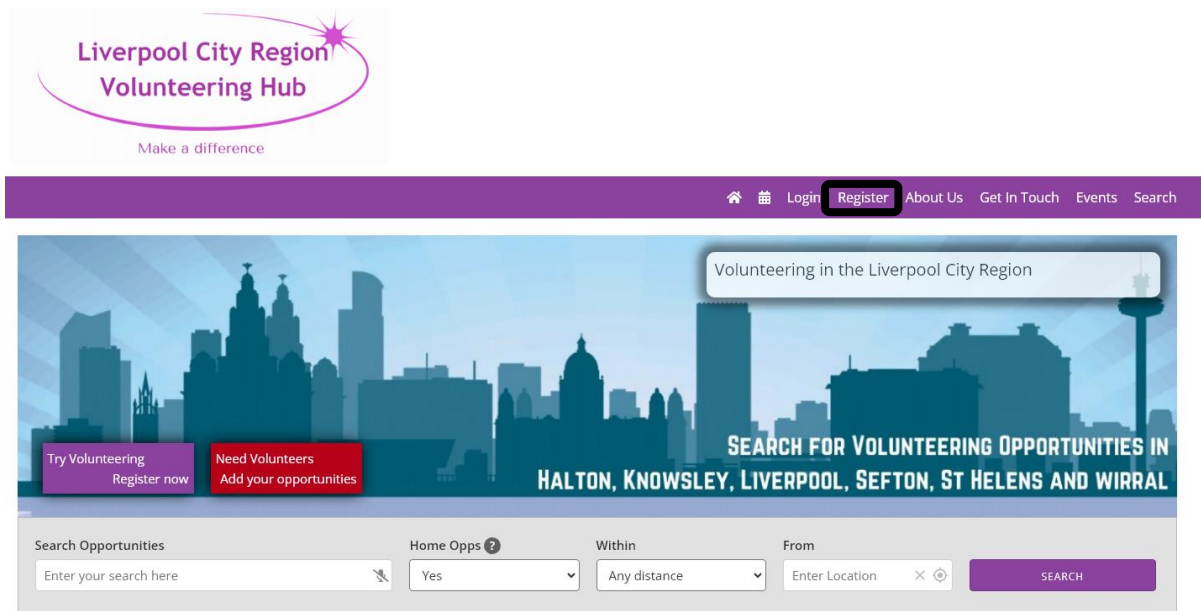 Liverpool City Region
Volunteering Hub
Make a difference
Login Register About Us Get In Touch Events Search
Volunteering in the Liverpool City Region
Try Volunteering
Register now
Need Volunteers
Add your opportunities
SEARCH FOR VOLUNTEERING OPPORTUNITIES IN
HALTON, KNOWSLEY, LIVERPOOL, SEFTON, ST HELENS AND WIRRAL
Search Opportunities Home Opps ? Within From
Enter your search here Yes Any distance Enter Location SEARCH